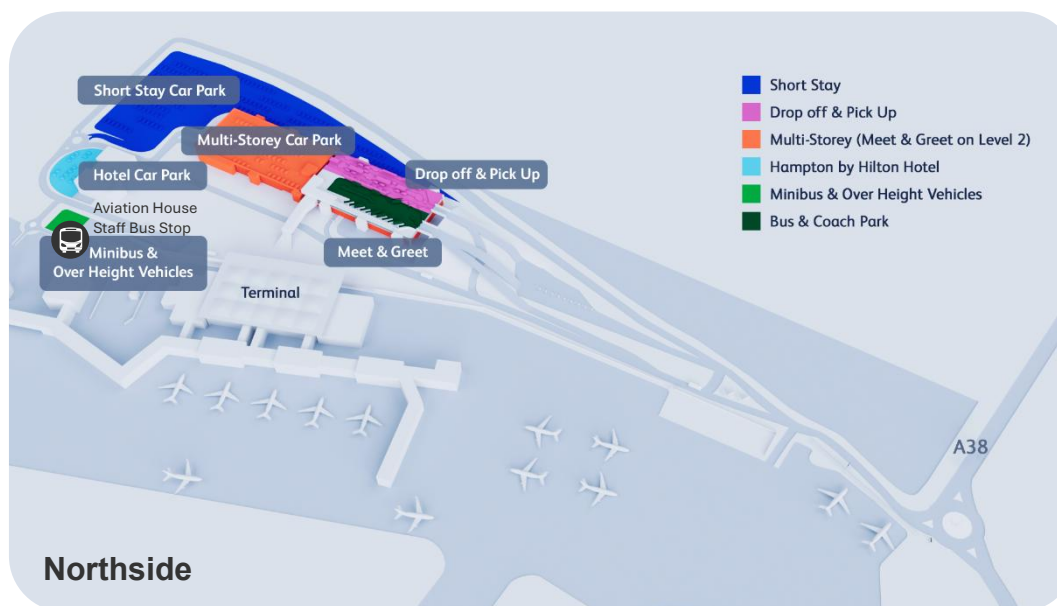 Short Stay Car Park
Multi-Storey Car Park
Drop off & Pick Up
Hotel Car Park
Aviation House
Staff Bus Stop
Minibus &
Over Height Vehicles
Meet & Greet
Terminal
Short Stay
Drop off & Pick Up
Multi-Storey (Meet & Greet on Level 2)
Hampton by Hilton Hotel
Minibus & Over Height Vehicles
Bus & Coach Park
A38
Northside